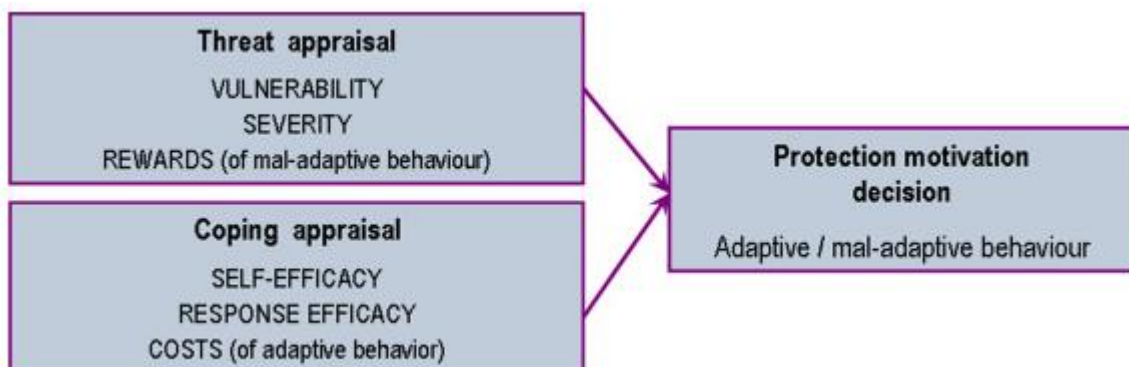 Threat appraisal
VULNERABILITY
SEVERITY
REWARDS (of mal-adaptive behaviour)
Coping appraisal
SELF-EFFICACY
RESPONSE EFFICACY
COSTS (of adaptive behavior)
Protection motivation
decision
Adaptive / mal-adaptive behaviour